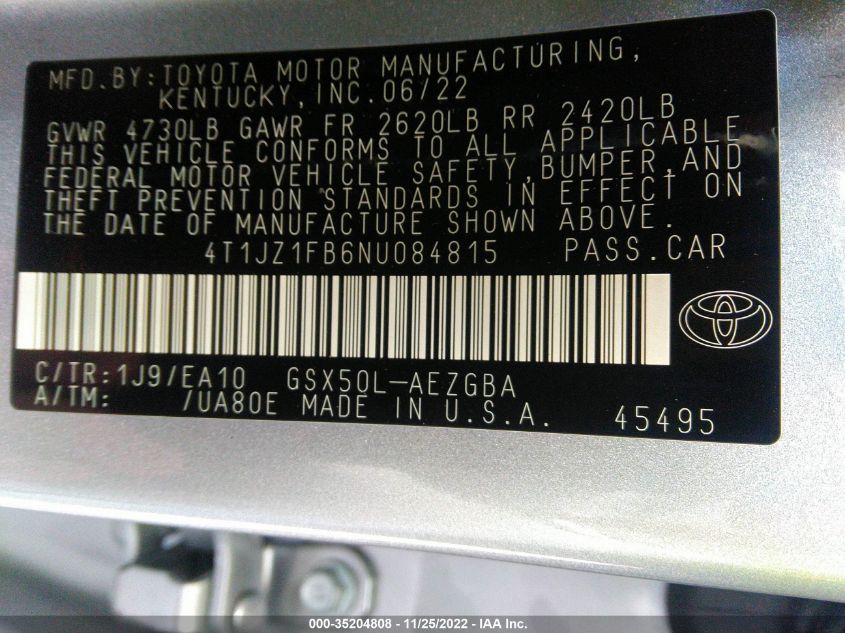 MFD.BY:TOYOTA MOTOR MANUFACTURING,
KENTUCKY,INC.06/22
GVWR 4730LB GAWR FR 2620LB RR 2420LB
THIS VEHICLE CONFORMS TO ALL APPLICABLE
FEDERAL MOTOR VEHICLE SAFETY,BUMPER,AND
THEFT PREVENTION STANDARDS IN EFFECT ON
THE DATE OF MANUFACTURE SHOWN ABOVE.
4T1JZ1FB6NU084815 PASS.CAR
C/TR:1J9/EA10 GSX50L-AEZGBA
A/TM: /UA80E MADE IN U.S.A. 45495
000-35204808 - 11/25/2022 - IAA Inc.